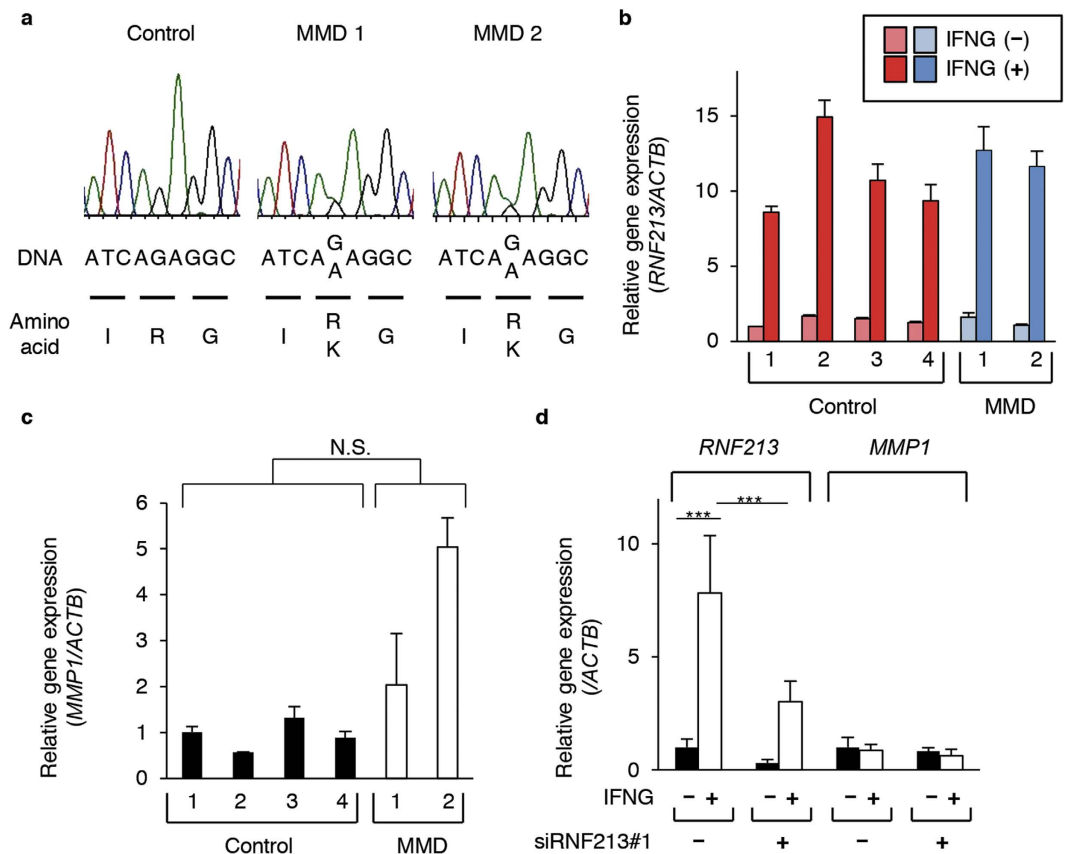 a
Control MMD 1 MMD 2
G G
DNA ATCAGAGGC ATCA AGGC ATCA AGGC
A A
Amino acid I R G I R G I R G
K K
b
IFNG (−)
IFNG (+)
Relative gene expression
(RNF213/ACTB)
15
10
5
0
1 2 3 4 1 2
Control MMD
c
N.S.
Relative gene expression
(MMP1/ACTB)
6
5
4
3
2
1
0
1 2 3 4 1 2
Control MMD
d
RNF213 MMP1
***
***
Relative gene expression
(/ACTB)
10
5
0
IFNG − + − + − + − +
siRNF213#1 − + − +